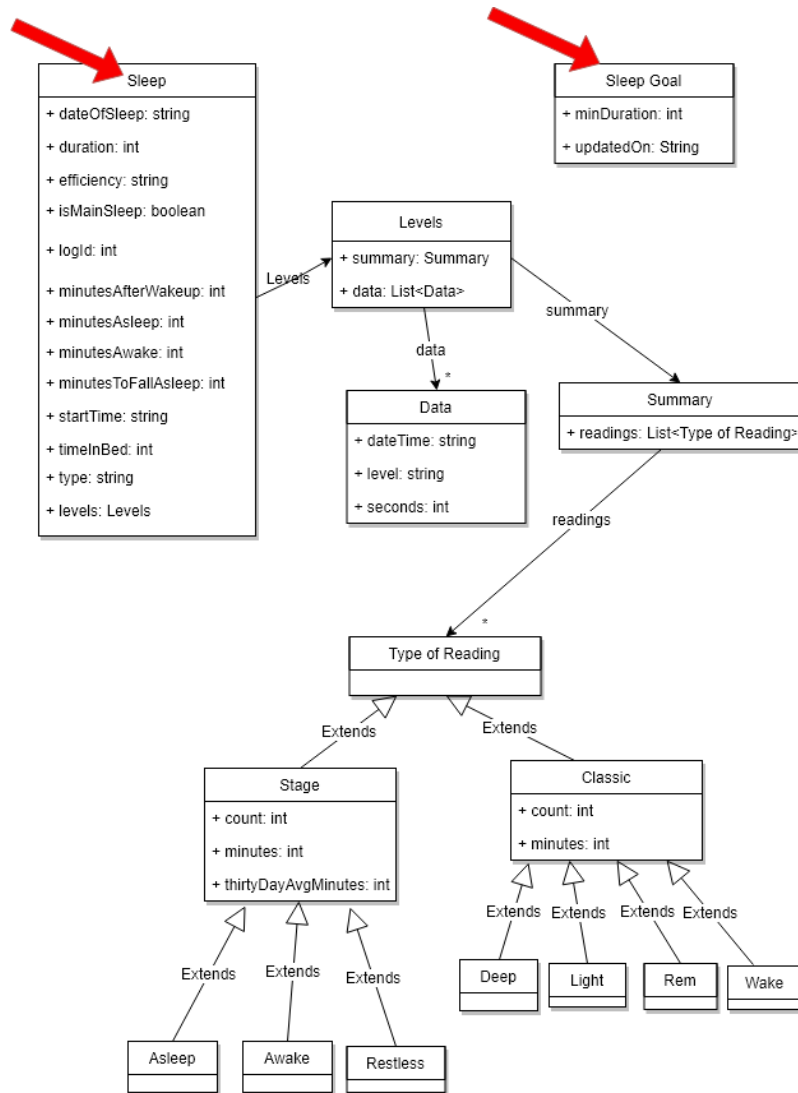 Sleep
+ dateOfSleep: string
+ duration: int
+ efficiency: string
+ isMainSleep: boolean
+ logId: int
+ minutesAfterWakeup: int
+ minutesAsleep: int
+ minutesAwake: int
+ minutesToFallAsleep: int
+ startTime: string
+ timeInBed: int
+ type: string
+ levels: Levels
Sleep Goal
+ minDuration: int
+ updatedOn: String
Levels
Levels
+ summary: Summary
+ data: List<Data>
data
*
summary
Data
+ dateTime: string
+ level: string
+ seconds: int
Summary
+ readings: List<Type of Reading>
readings
*
Type of Reading
Extends
Extends
Stage
+ count: int
+ minutes: int
+ thirtyDayAvgMinutes: int
Classic
+ count: int
+ minutes: int
Extends
Extends
Extends
Extends
Deep
Light
Rem
Wake
Extends
Extends
Extends
Asleep
Awake
Restless